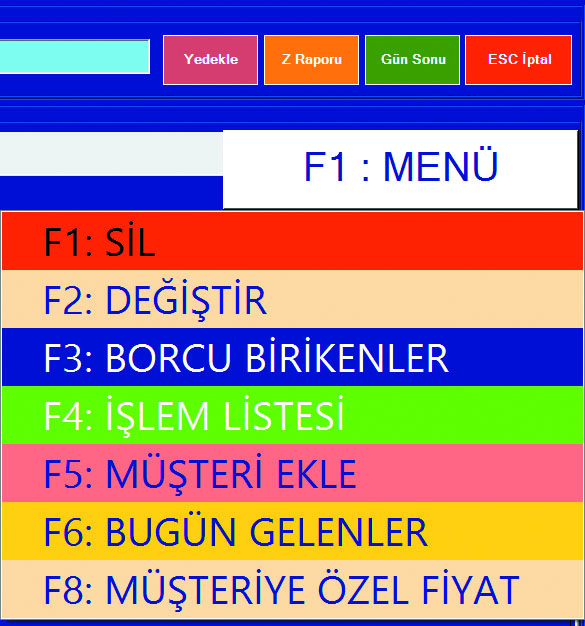 Yedekle Z Raporu Gün Sonu ESC İptal
F1 : MENÜ
F1: SİL
F2: DEĞİŞTİR
F3: BORCU BİRİKENLER
F4: İŞLEM LİSTESİ
F5: MÜŞTERİ EKLE
F6: BUGÜN GELENLER
F8: MÜŞTERİYE ÖZEL FİYAT